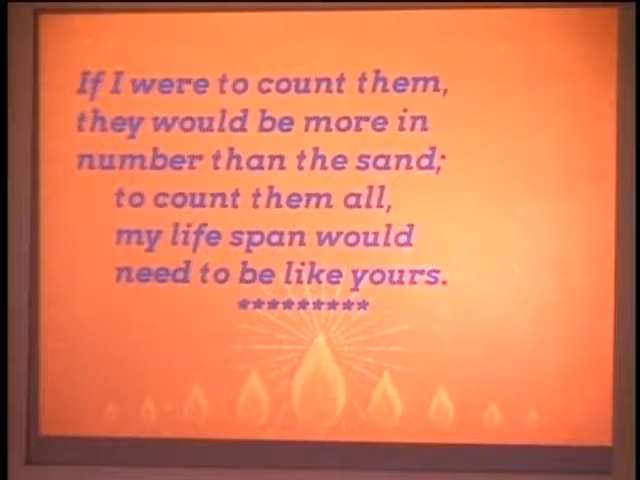 If I were to count them,
they would be more in
number than the sand;
to count them all,
my life span would
need to be like yours.
*********